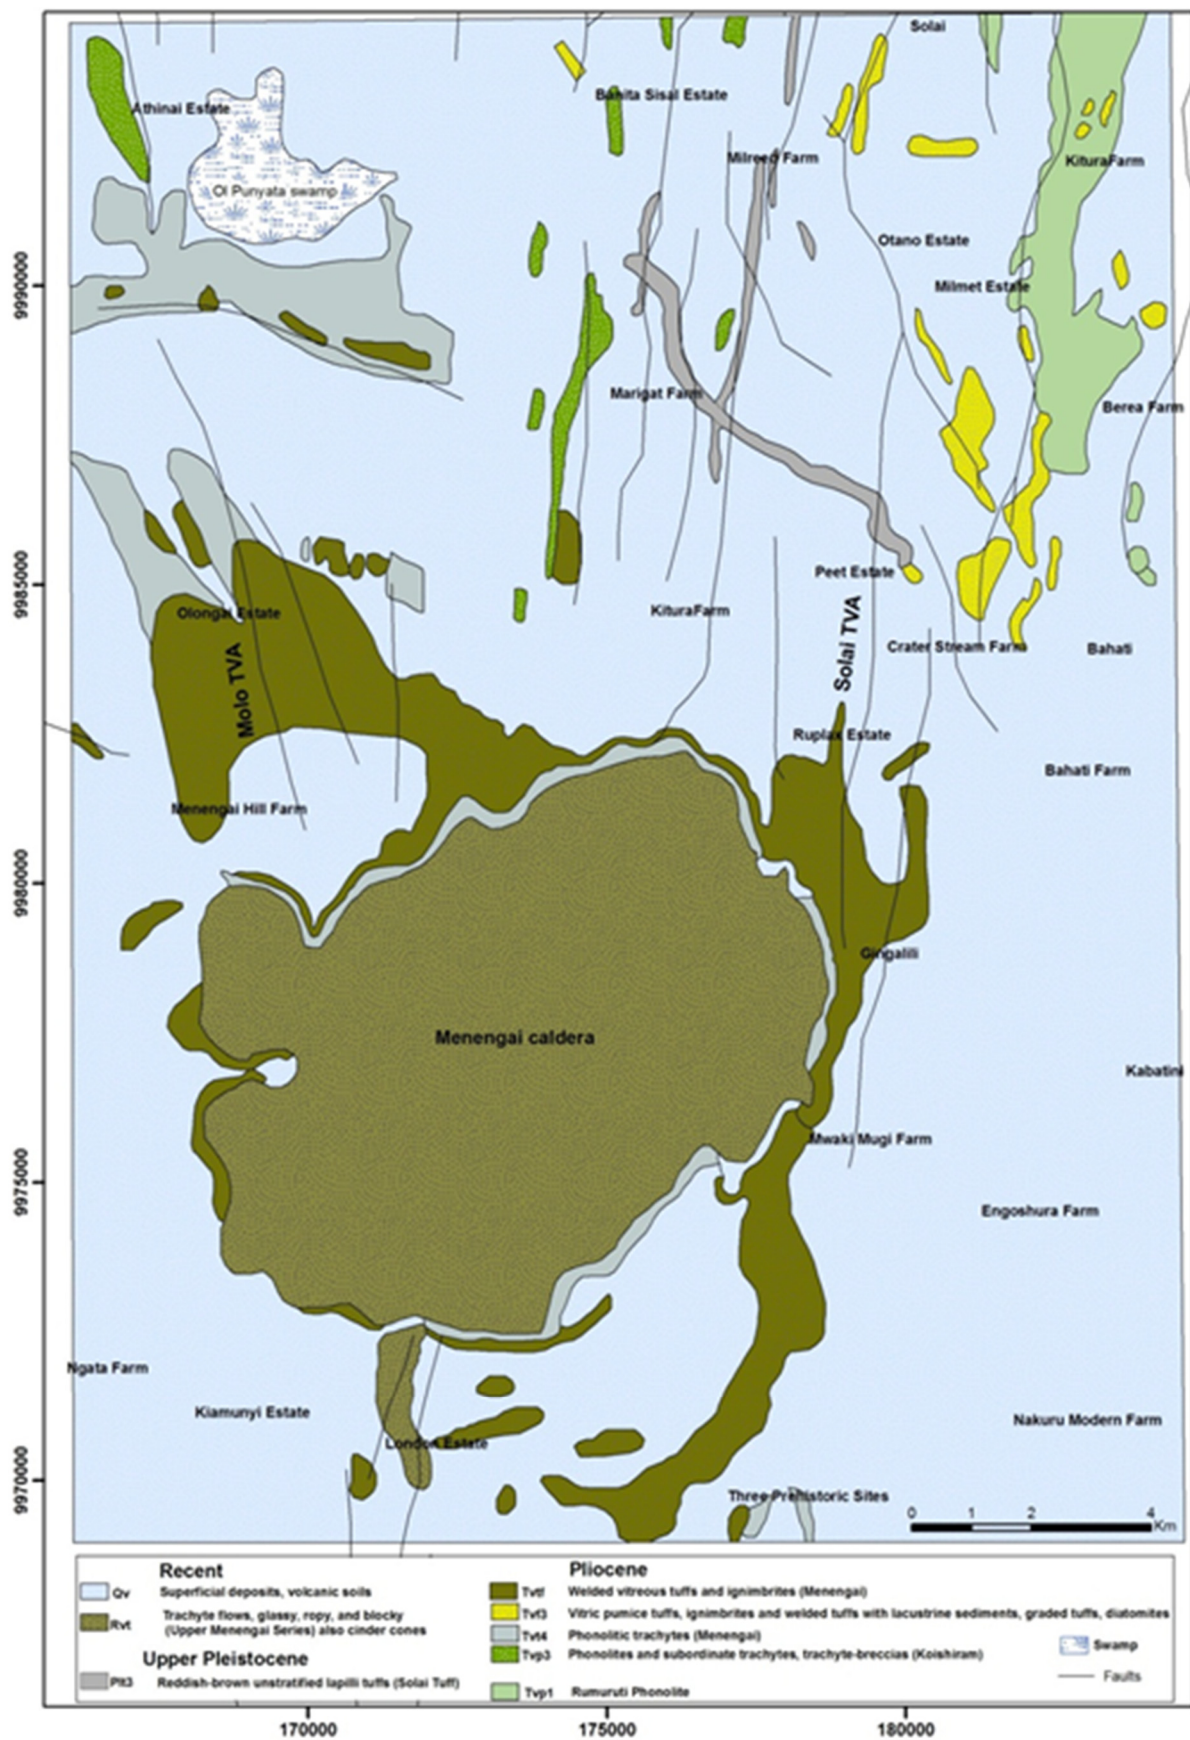 Solai
Athinai Estate
Banita Sisal Estate
Milreed Farm
KituraFarm
Ol Punyata swamp
Otano Estate
Milmet Estate
9990000
Marigat Farm
Berea Farm
9985000
Peet Estate
Olongai Estate
KituraFarm
Solai TVA
Crater Stream Farm
Bahati
Molo TVA
Ruplax Estate
Bahati Farm
Menengai Hill Farm
9980000
Gingalili
Menengai caldera
Kabatini
Mwaki Mugi Farm
9975000
Engoshura Farm
Ngata Farm
Kiamunyi Estate
Nakuru Modern Farm
London Estate
9970000
Three Prehistoric Sites
0 1 2 4
Km
Recent
Qv Superficial deposits, volcanic soils
Rvt Trachyte flows, glassy, ropy, and blocky
(Upper Menengai Series) also cinder cones
Upper Pleistocene
Plt3 Reddish-brown unstratified lapilli tuffs (Solai Tuff)
Pliocene
Tvtf Welded vitreous tuffs and ignimbrites (Menengai)
Tvt3 Vitric pumice tuffs, ignimbrites and welded tuffs with lacustrine sediments, graded tuffs, diatomites
Tvt4 Phonolitic trachytes (Menengai)
Tvp3 Phonolites and subordinate trachytes, trachyte-breccias (Koishiram)
Tvp1 Rumuruti Phonolite
Swamp
Faults
170000 175000 180000